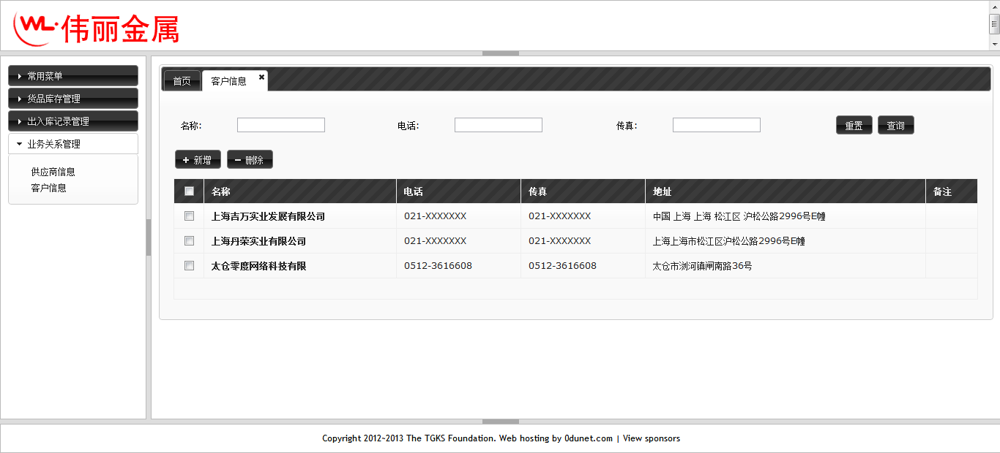 WL·伟丽金属
常用菜单
货品库存管理
出入库记录管理
业务关系管理
供应商信息
客户信息
首页 客户信息
名称: 电话: 传真: 重置 查询
新增 删除
名称 电话 传真 地址 备注
上海吉万实业发展有限公司 021-XXXXXXX 021-XXXXXXX 中国 上海 上海 松江区 沪松公路2996号E幢
上海丹荣实业有限公司 021-XXXXXXX 021-XXXXXXX 上海上海市松江区沪松公路2996号E幢
太仓零度网络科技有限 0512-3616608 0512-3616608 太仓市浏河镇闸南路36号
Copyright 2012~2013 The TGKS Foundation. Web hosting by 0dunet.com | View sponsors